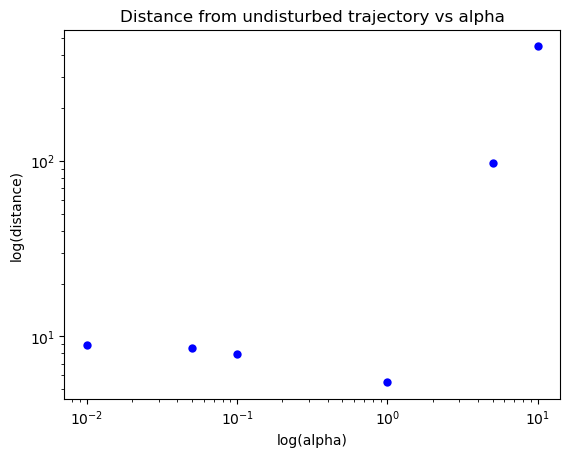 Distance from undisturbed trajectory vs alpha
log(distance)
10²
10¹
10⁻² 10⁻¹ 10⁰ 10¹
log(alpha)